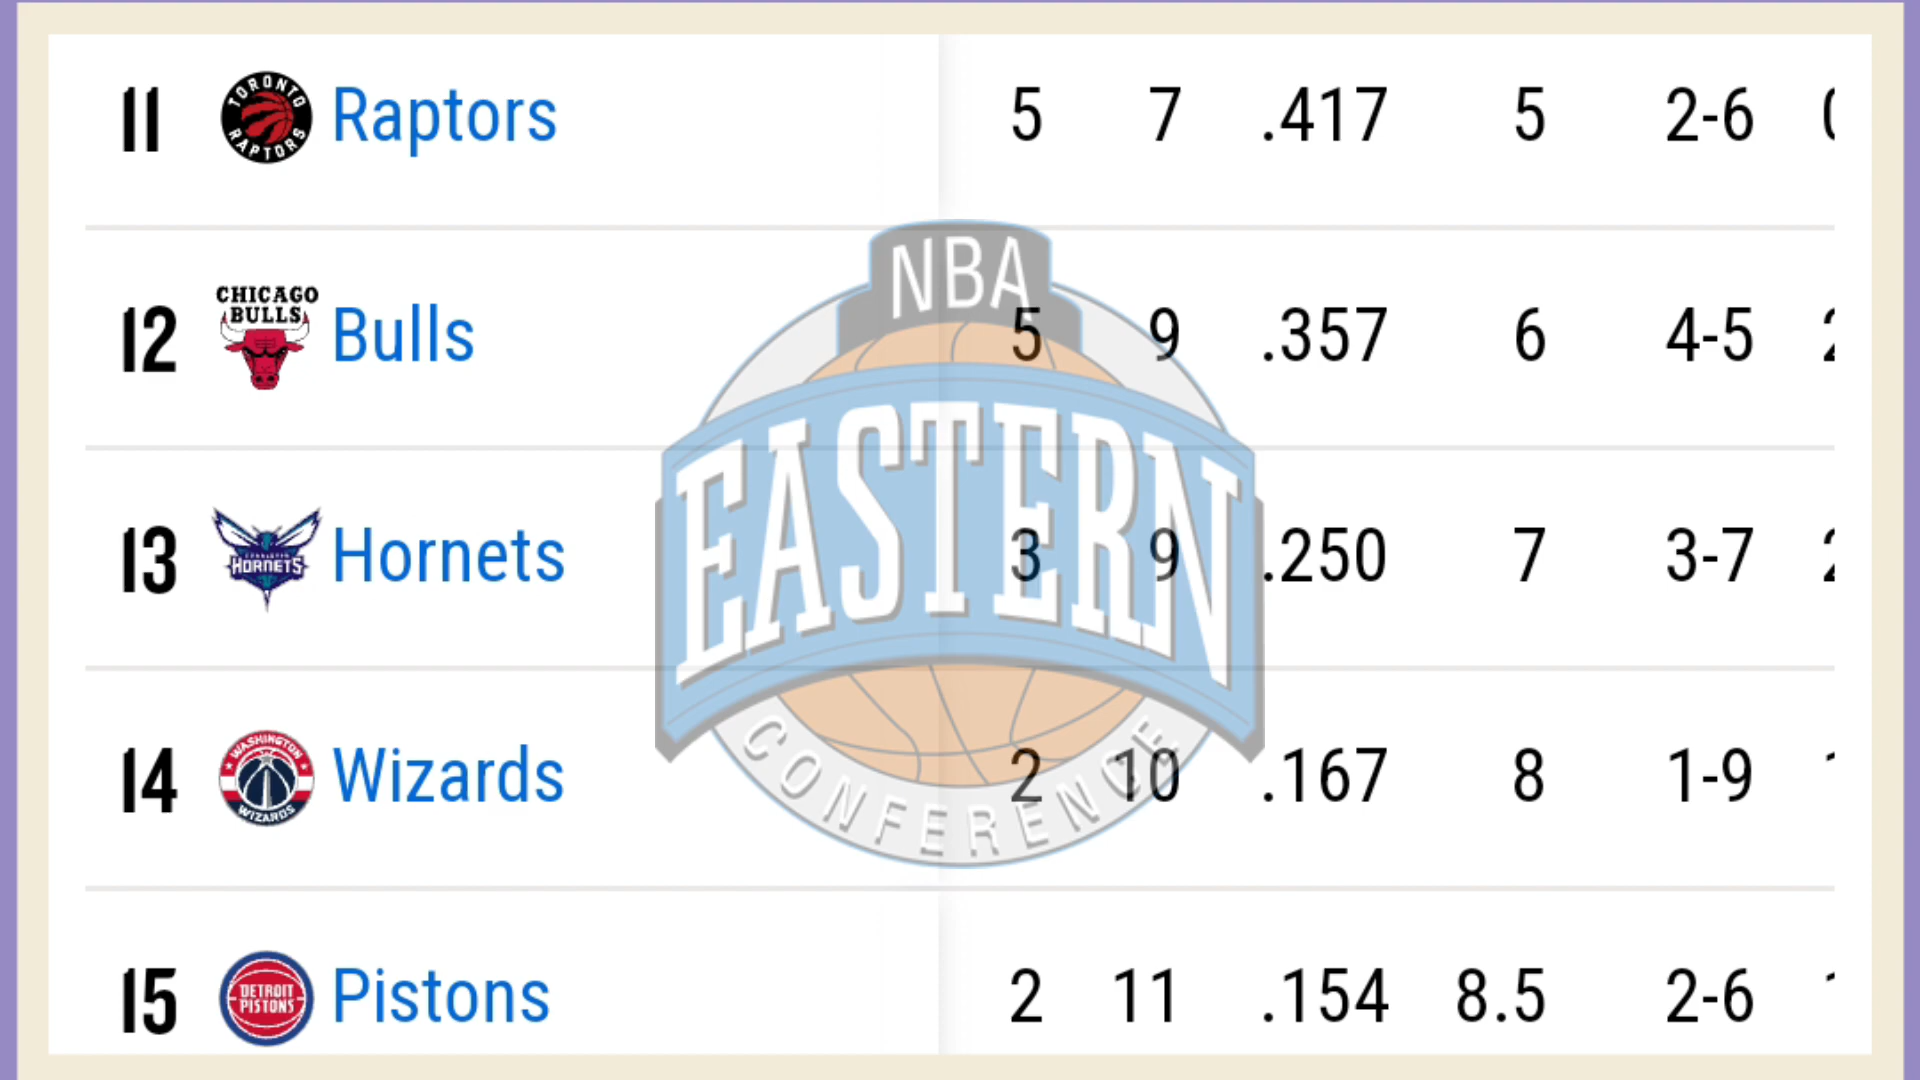 11 TORONTO RAPTORS Raptors 5 7 .417 5 2-6
NBA
12 CHICAGO BULLS Bulls 5 9 .357 6 4-5
EASTERN
13 HORNETS Hornets 3 9 .250 7 3-7
14 WASHINGTON WIZARDS Wizards 2 10 .167 8 1-9
CONFERENCE
15 DETROIT PISTONS Pistons 2 11 .154 8.5 2-6